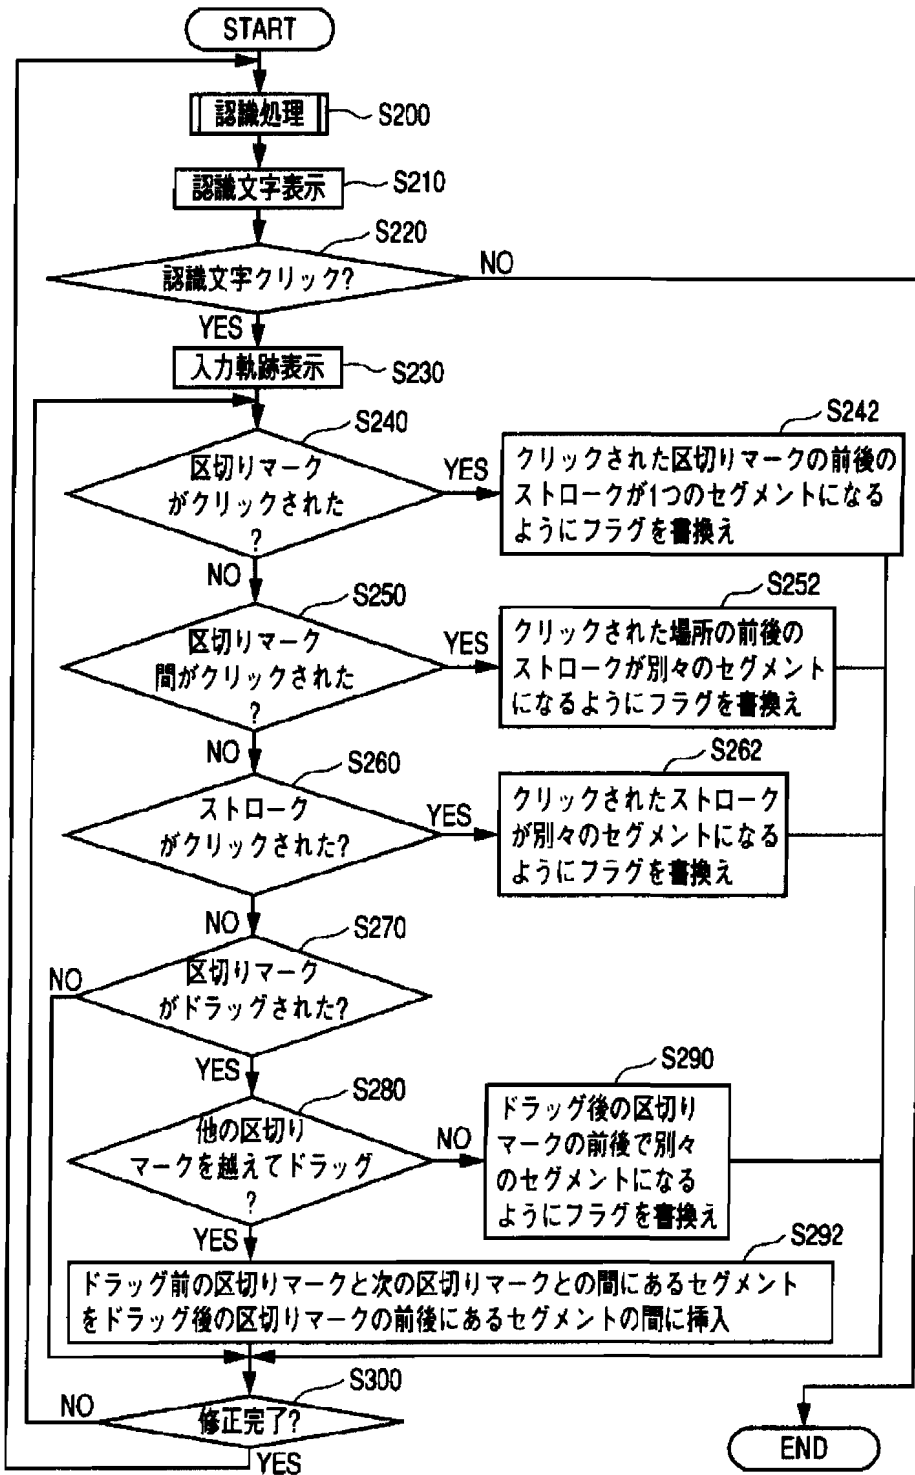 START
認識処理
S200
認識文字表示
S210
S220
認識文字クリック?
NO
YES
入力軌跡表示
S230
S240
区切りマーク
がクリックされた
?
YES
NO
S242
クリックされた区切りマークの前後の
ストロークが1つのセグメントになる
ようにフラグを書換え
S250
区切りマーク
間がクリックされた
?
YES
NO
S252
クリックされた場所の前後の
ストロークが別々のセグメント
になるようにフラグを書換え
S260
ストローク
がクリックされた?
YES
NO
S262
クリックされたストローク
が別々のセグメントになる
ようにフラグを書換え
S270
区切りマーク
がドラッグされた?
NO
YES
S280
他の区切り
マークを越えてドラッグ
?
NO
YES
S290
ドラッグ後の区切り
マークの前後で別々
のセグメントになる
ようにフラグを書換え
S292
ドラッグ前の区切りマークと次の区切りマークとの間にあるセグメント
をドラッグ後の区切りマークの前後にあるセグメントの間に挿入
S300
修正完了?
NO
YES
END